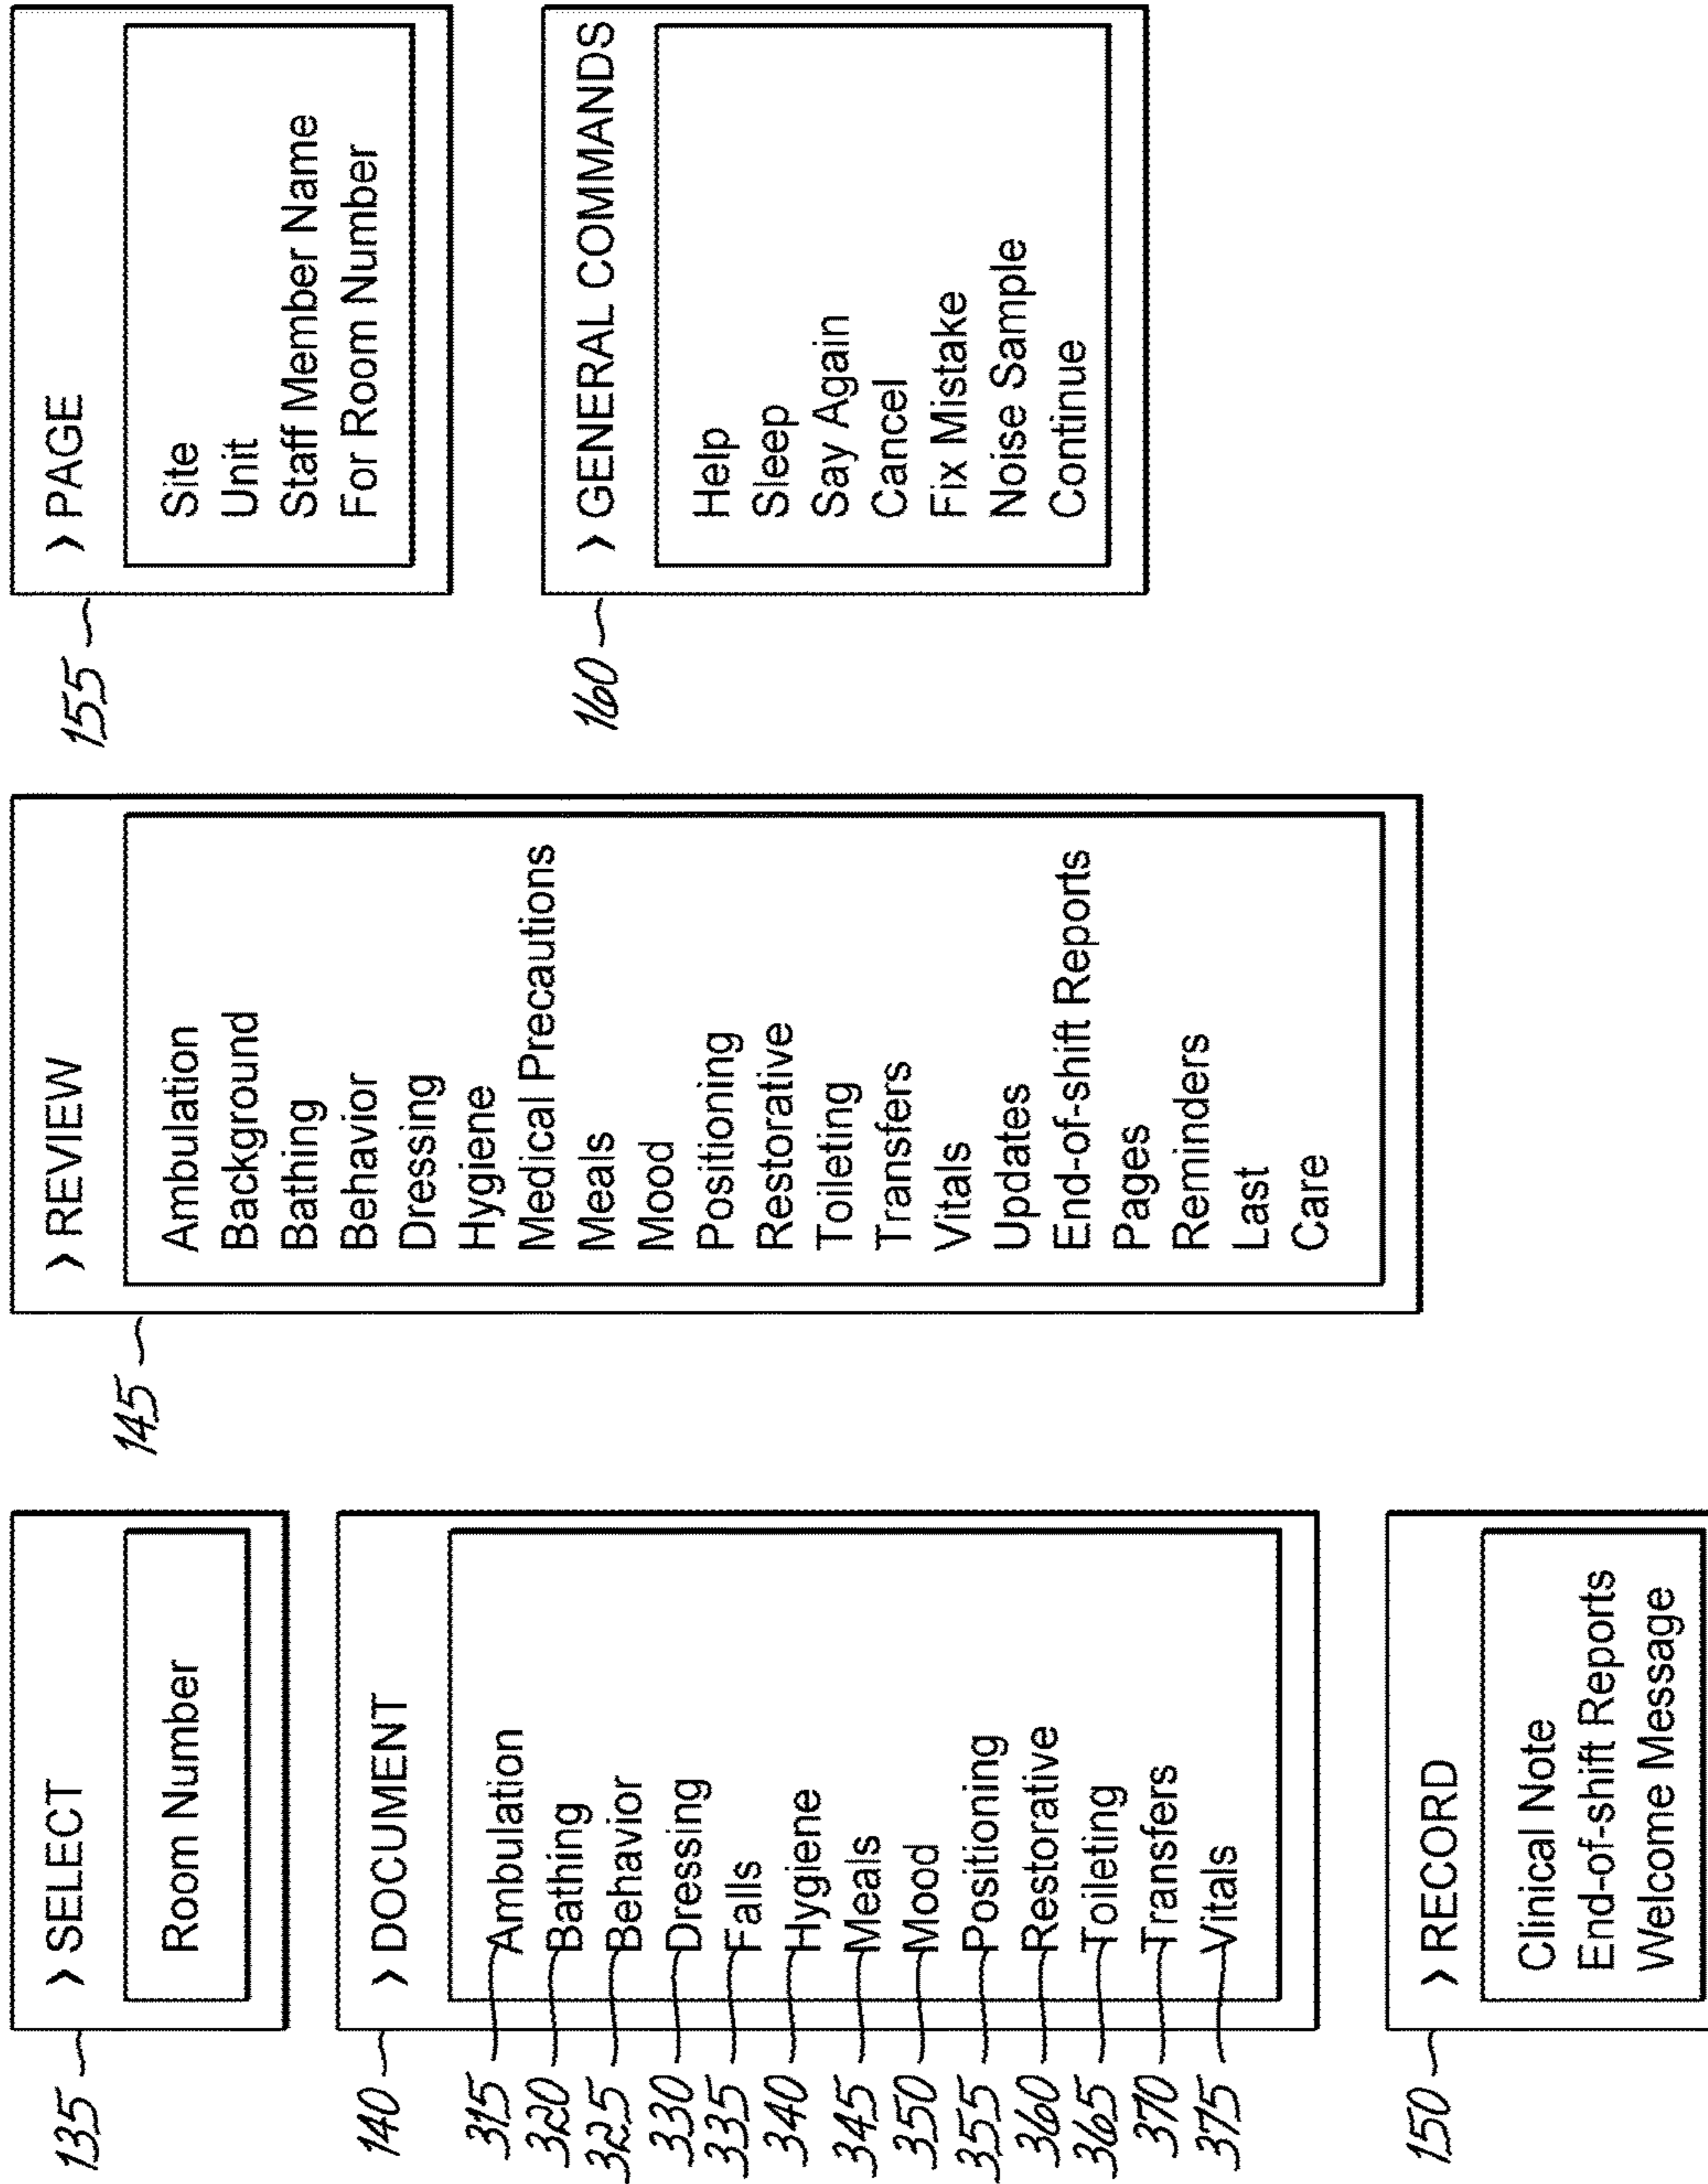 135
❯ SELECT
Room Number
140
❯ DOCUMENT
315 Ambulation
320 Bathing
325 Behavior
330 Dressing
335 Falls
340 Hygiene
345 Meals
350 Mood
355 Positioning
360 Restorative
365 Toileting
370 Transfers
375 Vitals
150
❯ RECORD
Clinical Note
End-of-shift Reports
Welcome Message
145
❯ REVIEW
Ambulation
Background
Bathing
Behavior
Dressing
Hygiene
Medical Precautions
Meals
Mood
Positioning
Restorative
Toileting
Transfers
Vitals
Updates
End-of-shift Reports
Pages
Reminders
Last
Care
155
❯ PAGE
Site
Unit
Staff Member Name
For Room Number
160
❯ GENERAL COMMANDS
Help
Sleep
Say Again
Cancel
Fix Mistake
Noise Sample
Continue